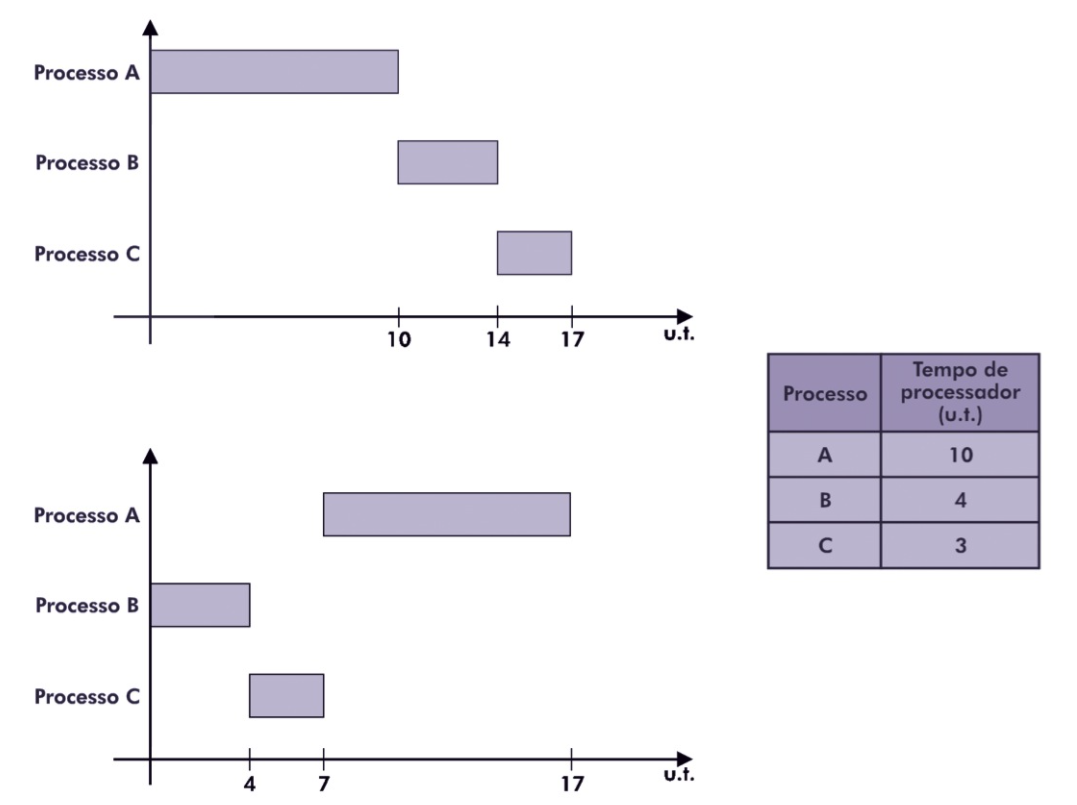 Processo A
Processo B
Processo C
10 14 17 u.t.
Processo
Tempo de
processador
(u.t.)
A 10
B 4
C 3
Processo A
Processo B
Processo C
4 7 17 u.t.